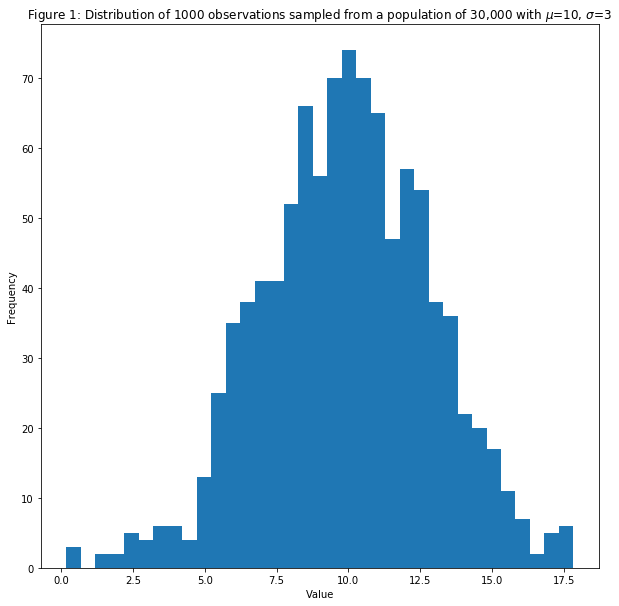 Figure 1: Distribution of 1000 observations sampled from a population of 30,000 with μ=10, σ=3
70
60
50
40
30
20
10
0
Frequency
0.0 2.5 5.0 7.5 10.0 12.5 15.0 17.5
Value